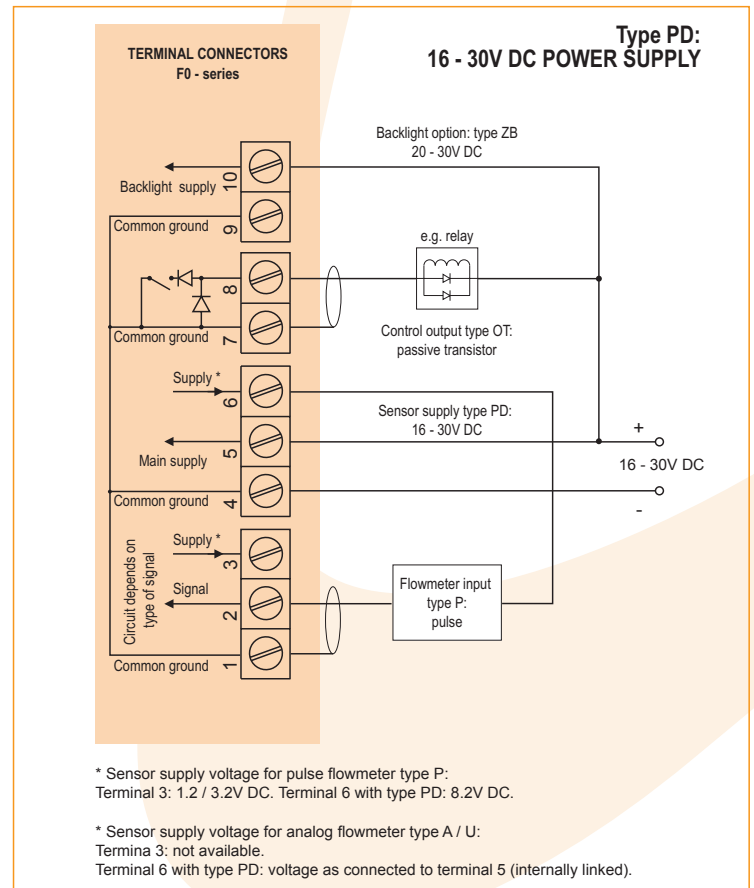 Type PD:
16 - 30V DC POWER SUPPLY
TERMINAL CONNECTORS
F0 - series
Backlight option: type ZB
20 - 30V DC
10
Backlight supply
9
Common ground
e.g. relay
8
7
Common ground
Control output type OT:
passive transistor
Supply *
6
Sensor supply type PD:
16 - 30V DC
5
Main supply
+
16 - 30V DC
-
4
Common ground
Circuit depends on
type of signal
Supply *
3
Signal
2
Flowmeter input
type P:
pulse
1
Common ground
* Sensor supply voltage for pulse flowmeter type P:
Terminal 3: 1.2 / 3.2V DC. Terminal 6 with type PD: 8.2V DC.
* Sensor supply voltage for analog flowmeter type A / U:
Termina 3: not available.
Terminal 6 with type PD: voltage as connected to terminal 5 (internally linked).